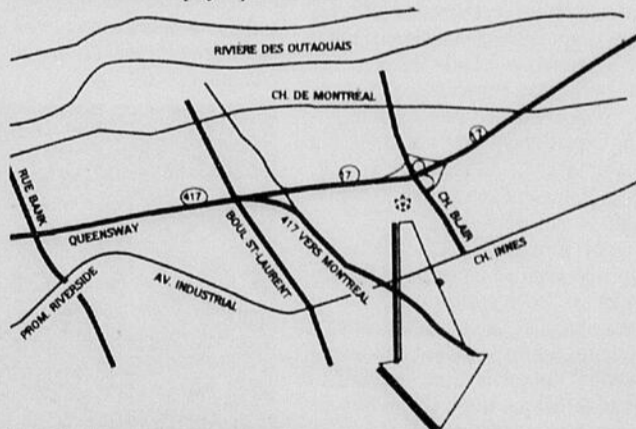 RIVIÈRE DES OUTAOUAIS
CH. DE MONTRÉAL
17
17
417
RUE BANK
QUEENSWAY
BOUL ST-LAURENT
417 VERS MONTREAL
CH. BLAIR
CH. INNES
AV. INDUSTRIAL
PROM. RIVERSIDE